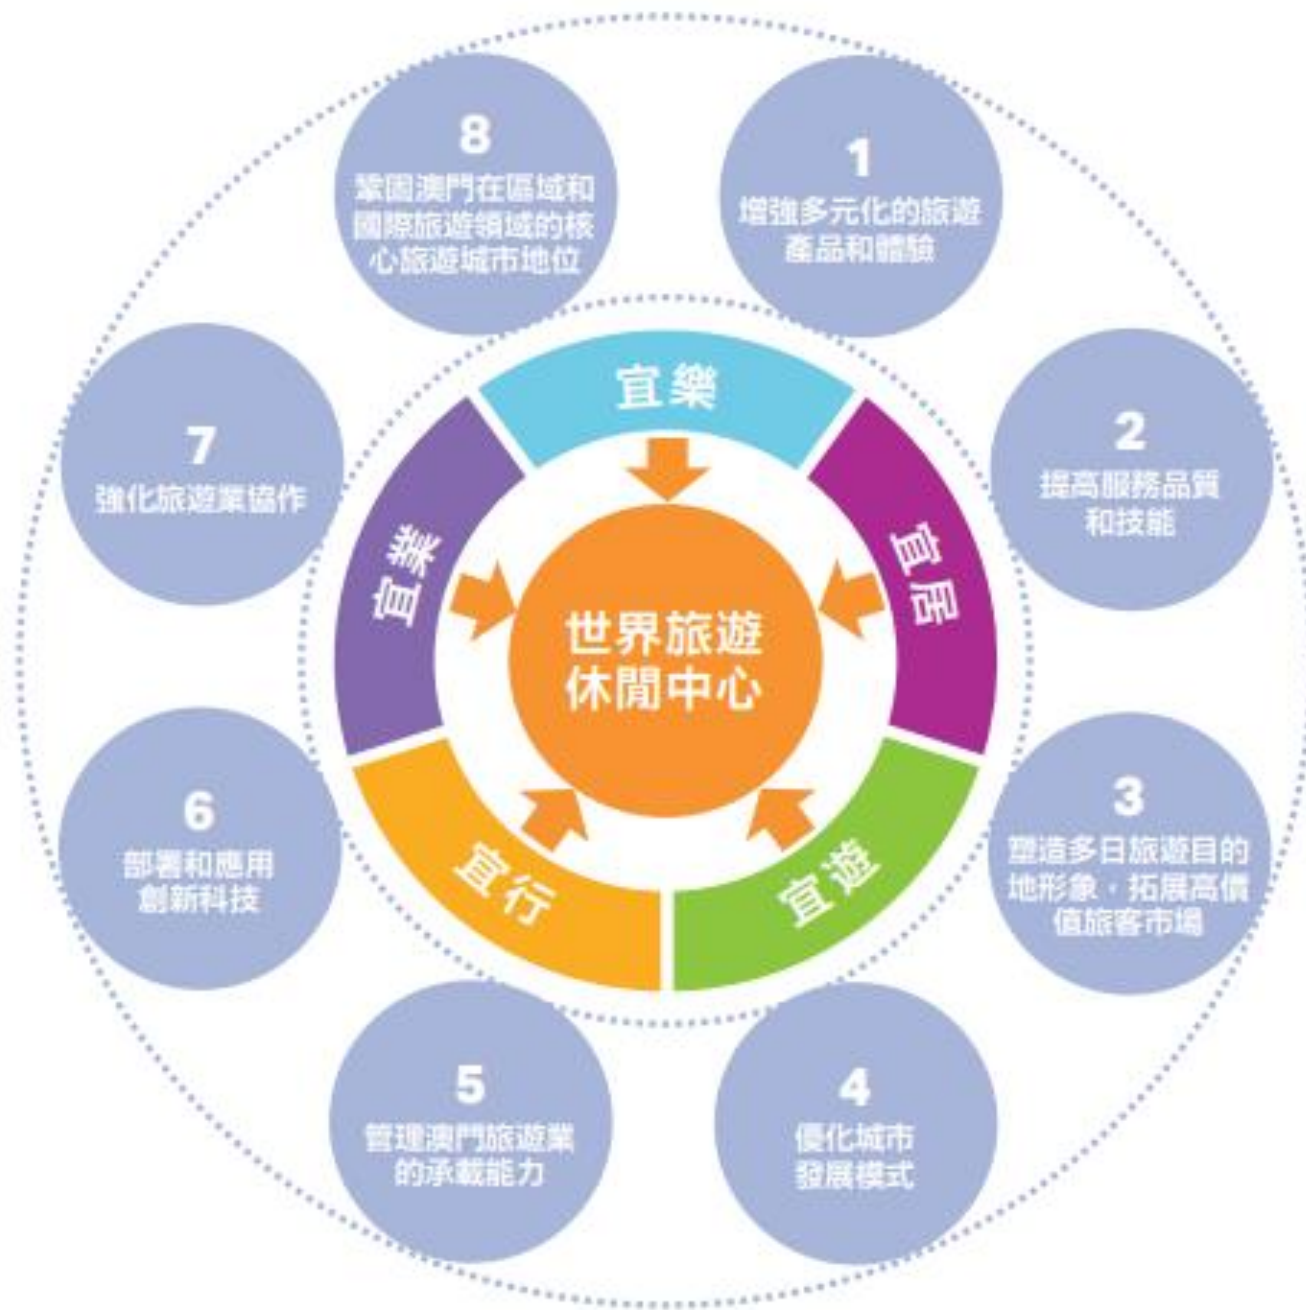 1
增強多元化的旅遊
產品和體驗
2
提高服務品質
和技能
3
塑造多日旅遊目的
地形象，拓展高價
值旅客市場
4
優化城市
發展模式
5
管理澳門旅遊業
的承載能力
6
部署和應用
創新科技
7
強化旅遊業協作
8
鞏固澳門在區域和
國際旅遊領域的核
心旅遊城市地位
宜樂
宜居
宜遊
宜行
宜業
世界旅遊
休閒中心